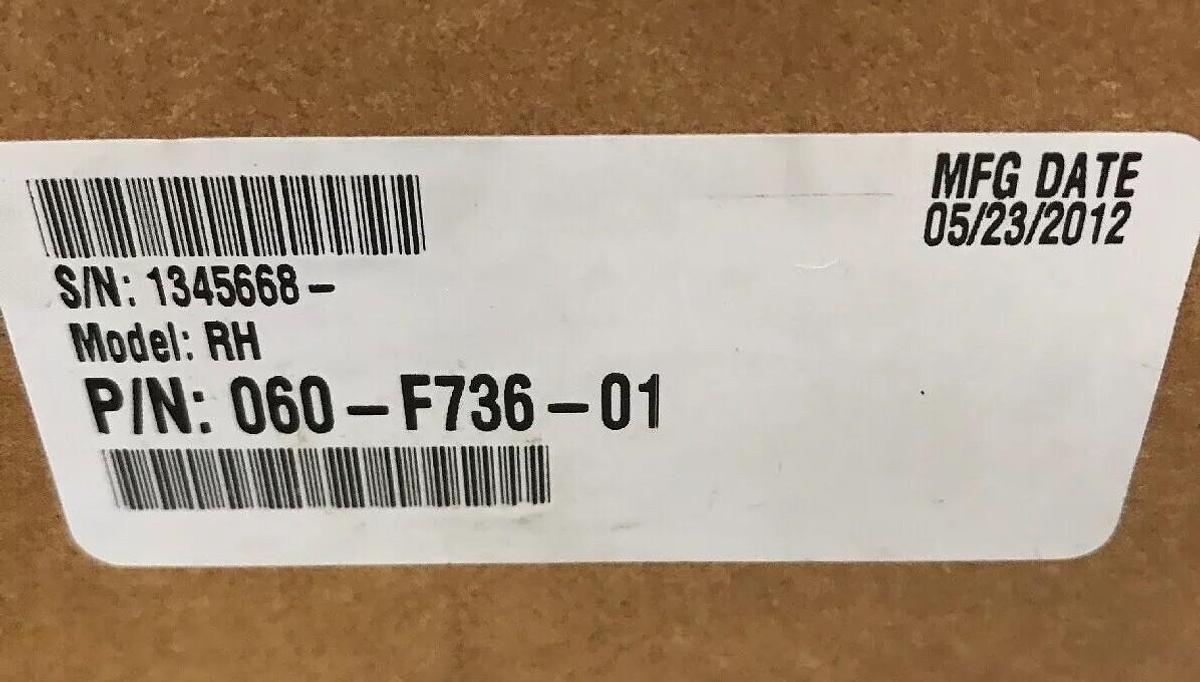 MFG DATE
05/23/2012
S/N: 1345668-
Model: RH
P/N: 060-F736-01